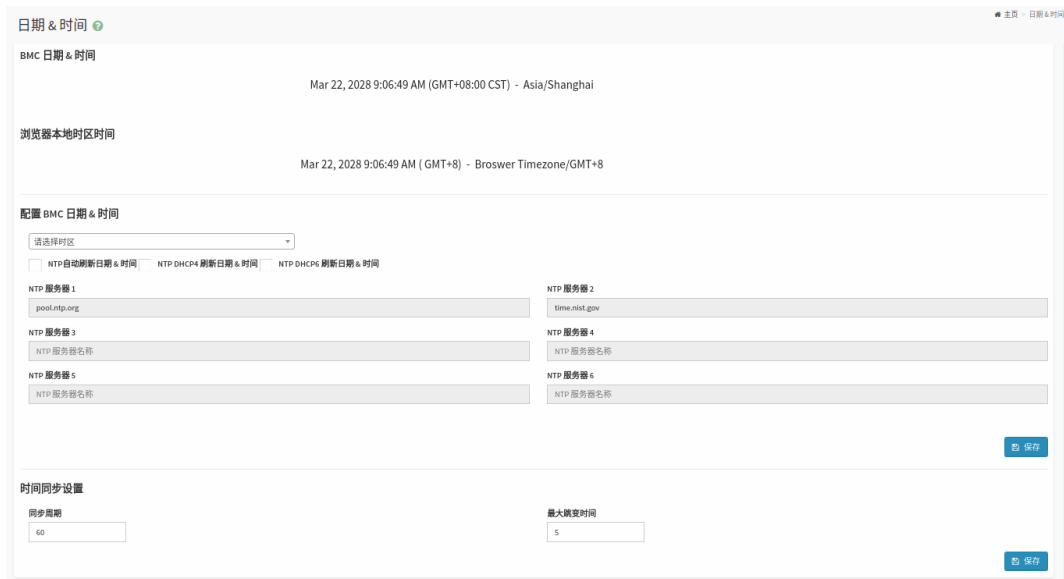 主页 > 日期 & 时间
日期 & 时间
BMC 日期 & 时间
Mar 22, 2028 9:06:49 AM (GMT+08:00 CST) - Asia/Shanghai
浏览器本地时区时间
Mar 22, 2028 9:06:49 AM ( GMT+8) - Broswer Timezone/GMT+8
配置 BMC 日期 & 时间
请选择时区
NTP自动刷新日期 & 时间 NTP DHCP4 刷新日期 & 时间 NTP DHCP6 刷新日期 & 时间
NTP 服务器 1 NTP 服务器 2
pool.ntp.org time.nist.gov
NTP 服务器 3 NTP 服务器 4
NTP 服务器名称 NTP 服务器名称
NTP 服务器 5 NTP 服务器 6
NTP 服务器名称 NTP 服务器名称
保存
时间同步设置
同步周期 最大跳变时间
60 5
保存